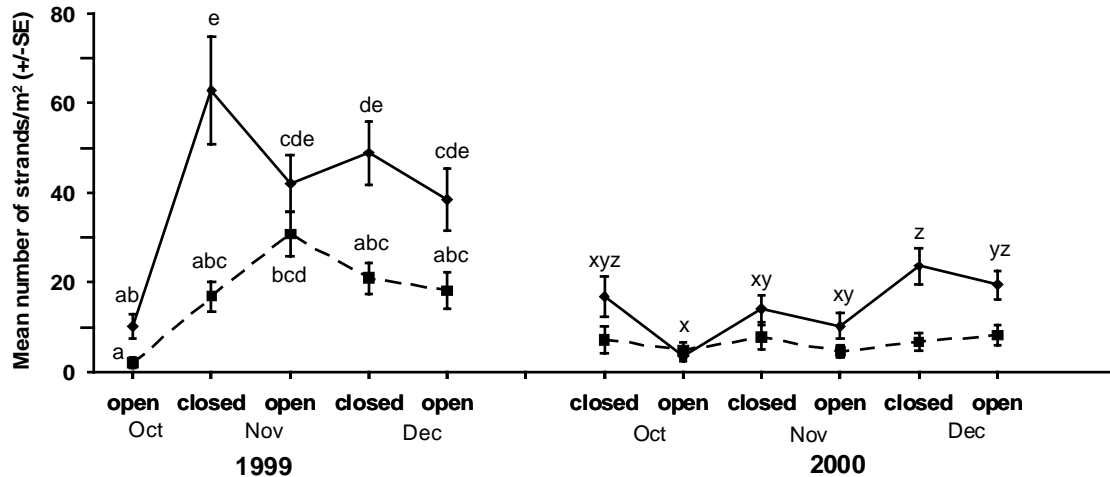 Mean number of strands/m² (+/-SE)
80
60
40
20
0
e
de
cde
cde
ab
abc
bcd
abc
abc
a
xyz
x
xy
xy
z
yz
open closed open closed open closed open closed open closed open
Oct Nov Dec Oct Nov Dec
1999 2000